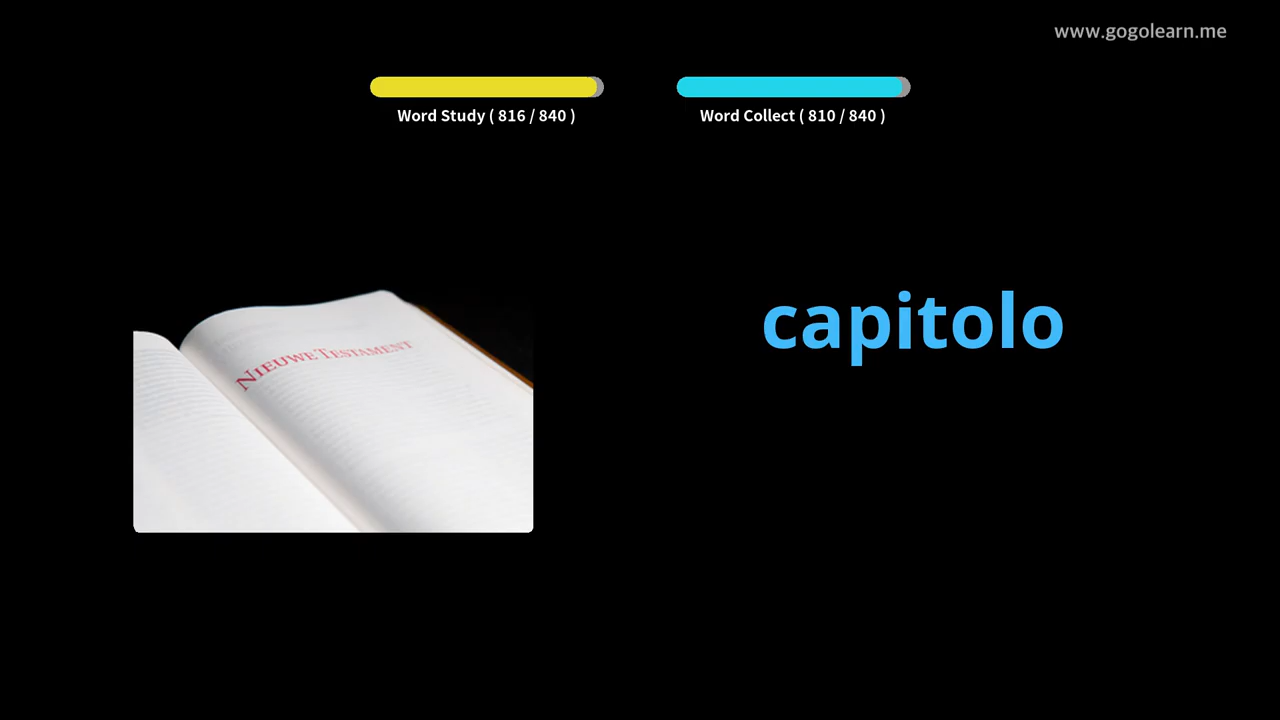 www.gogolearn.me
Word Study ( 816 / 840 )
Word Collect ( 810 / 840 )
capitolo
NIEUWE TESTAMENT